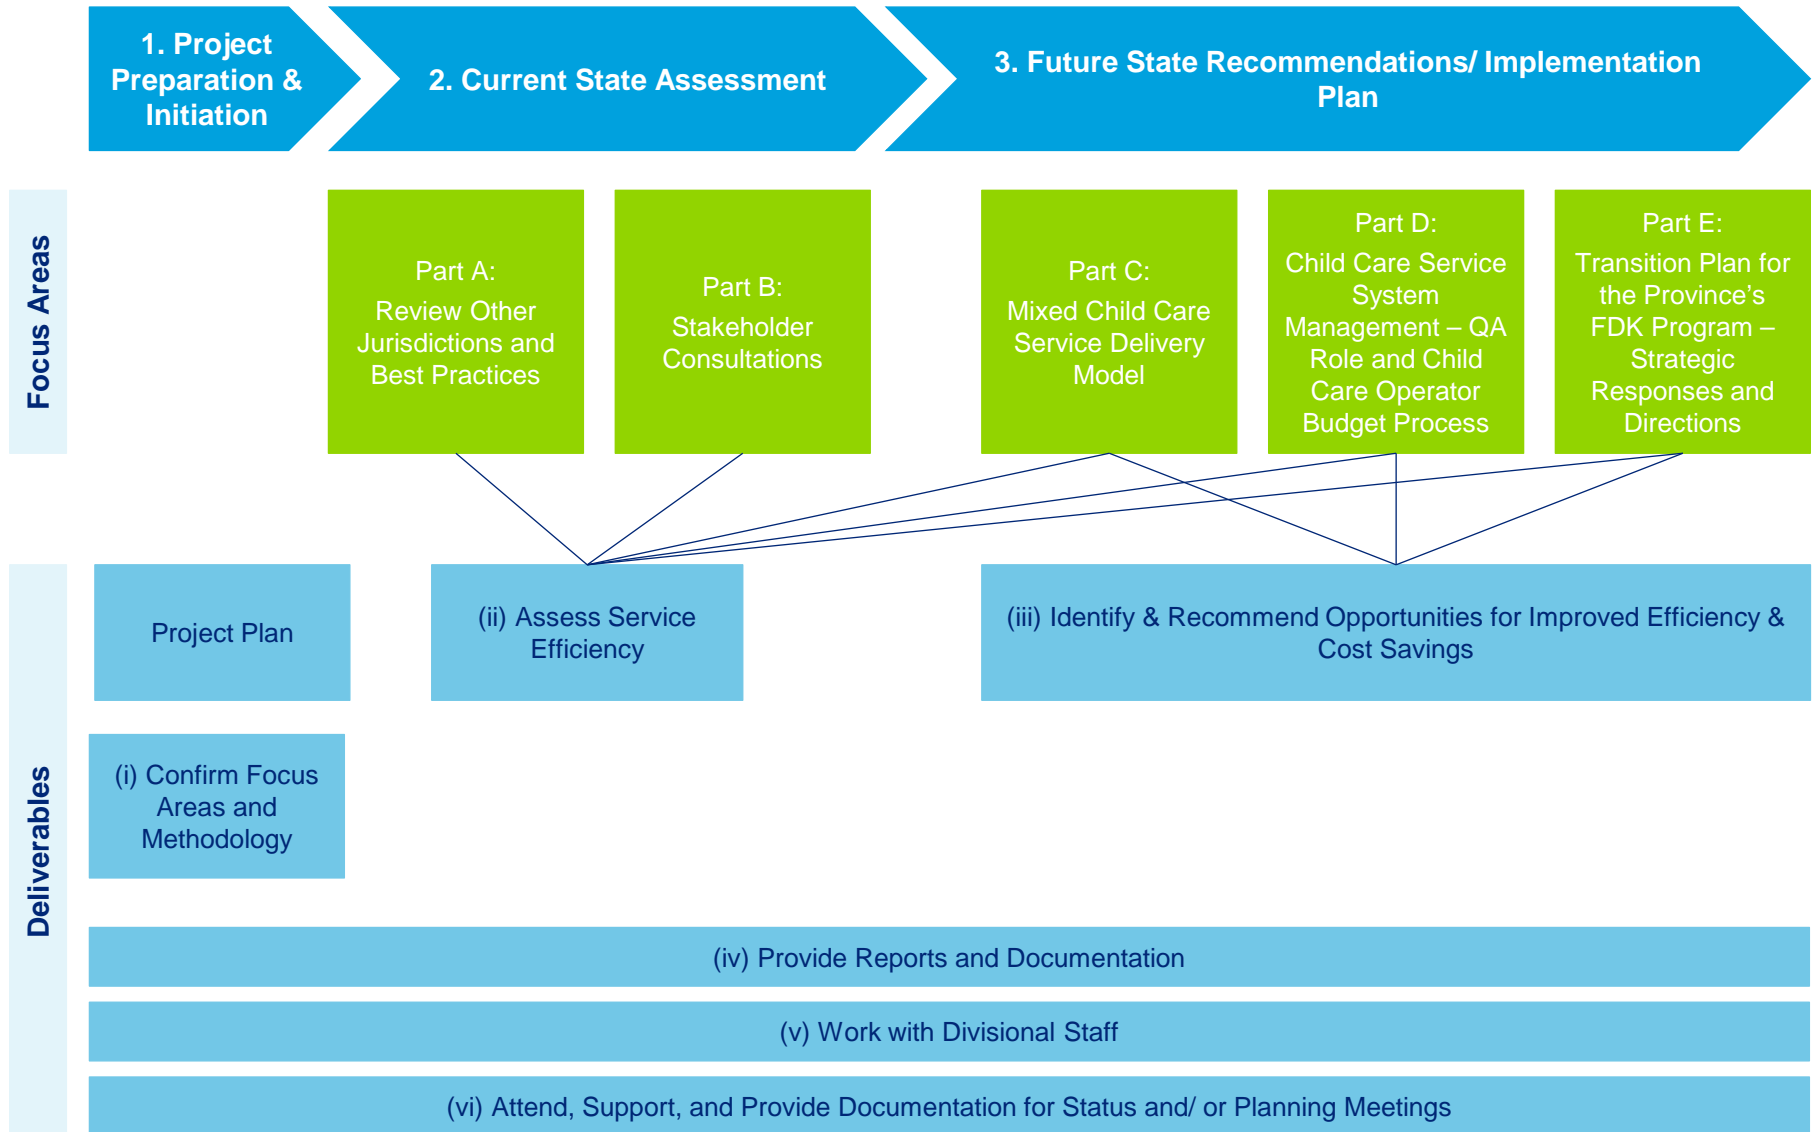 1. Project
Preparation &
Initiation
2. Current State Assessment
3. Future State Recommendations/ Implementation
Plan
Focus Areas
Part A:
Review Other
Jurisdictions and
Best Practices
Part B:
Stakeholder
Consultations
Part C:
Mixed Child Care
Service Delivery
Model
Part D:
Child Care Service
System
Management – QA
Role and Child
Care Operator
Budget Process
Part E:
Transition Plan for
the Province’s
FDK Program –
Strategic
Responses and
Directions
Deliverables
Project Plan
(ii) Assess Service
Efficiency
(iii) Identify & Recommend Opportunities for Improved Efficiency &
Cost Savings
(i) Confirm Focus
Areas and
Methodology
(iv) Provide Reports and Documentation
(v) Work with Divisional Staff
(vi) Attend, Support, and Provide Documentation for Status and/ or Planning Meetings